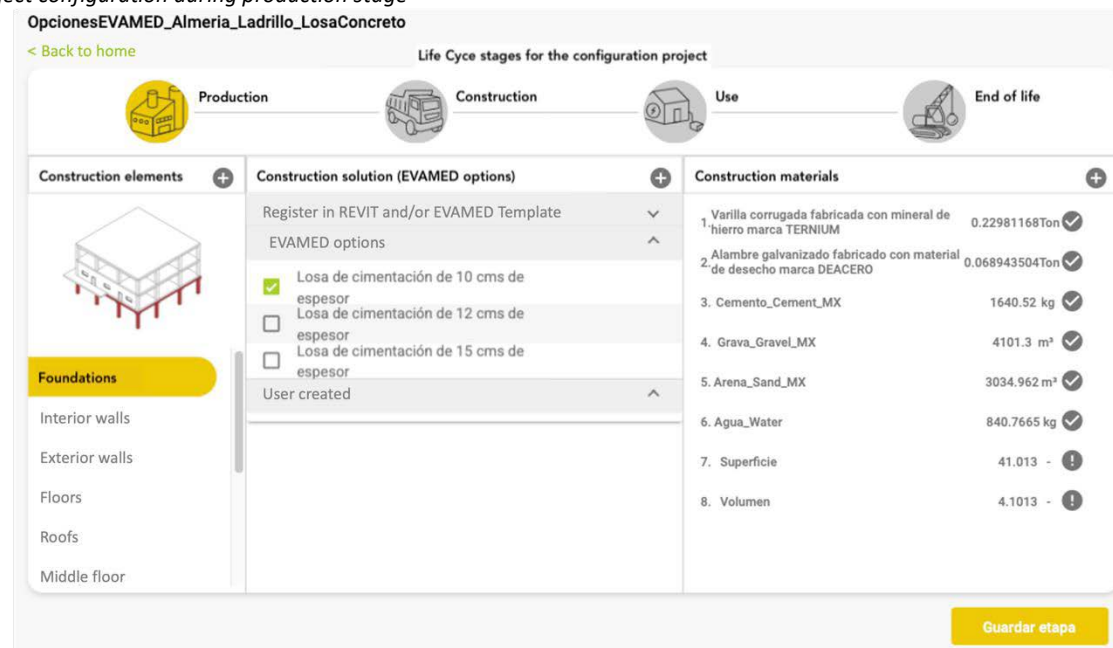 ject configuration during production stage
OpcionesEVAMED_Almeria_Ladrillo_LosaConcreto
< Back to home
Life Cyce stages for the configuration project
Production
Construction
Use
End of life
Construction elements
Foundations
Interior walls
Exterior walls
Floors
Roofs
Middle floor
Construction solution (EVAMED options)
Register in REVIT and/or EVAMED Template
EVAMED options
Losa de cimentación de 10 cms de
espesor
Losa de cimentación de 12 cms de
espesor
Losa de cimentación de 15 cms de
espesor
User created
Construction materials
1. Varilla corrugada fabricada con mineral de
hierro marca TERNIUM 0.22981168Ton
2. Alambre galvanizado fabricado con material
de desecho marca DEACERO 0.068943504Ton
3. Cemento_Cement_MX 1640.52 kg
4. Grava_Gravel_MX 4101.3 m³
5. Arena_Sand_MX 3034.962 m³
6. Agua_Water 840.7665 kg
7. Superficie 41.013 -
8. Volumen 4.1013 -
Guardar etapa